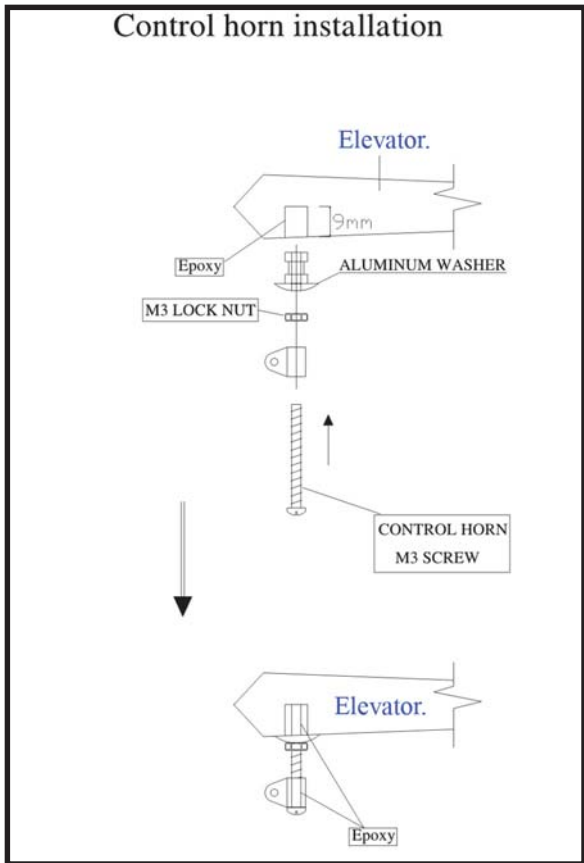 Control horn installation
Elevator.
9mm
Epoxy
ALUMINUM WASHER
M3 LOCK NUT
CONTROL HORN
M3 SCREW
Elevator.
Epoxy